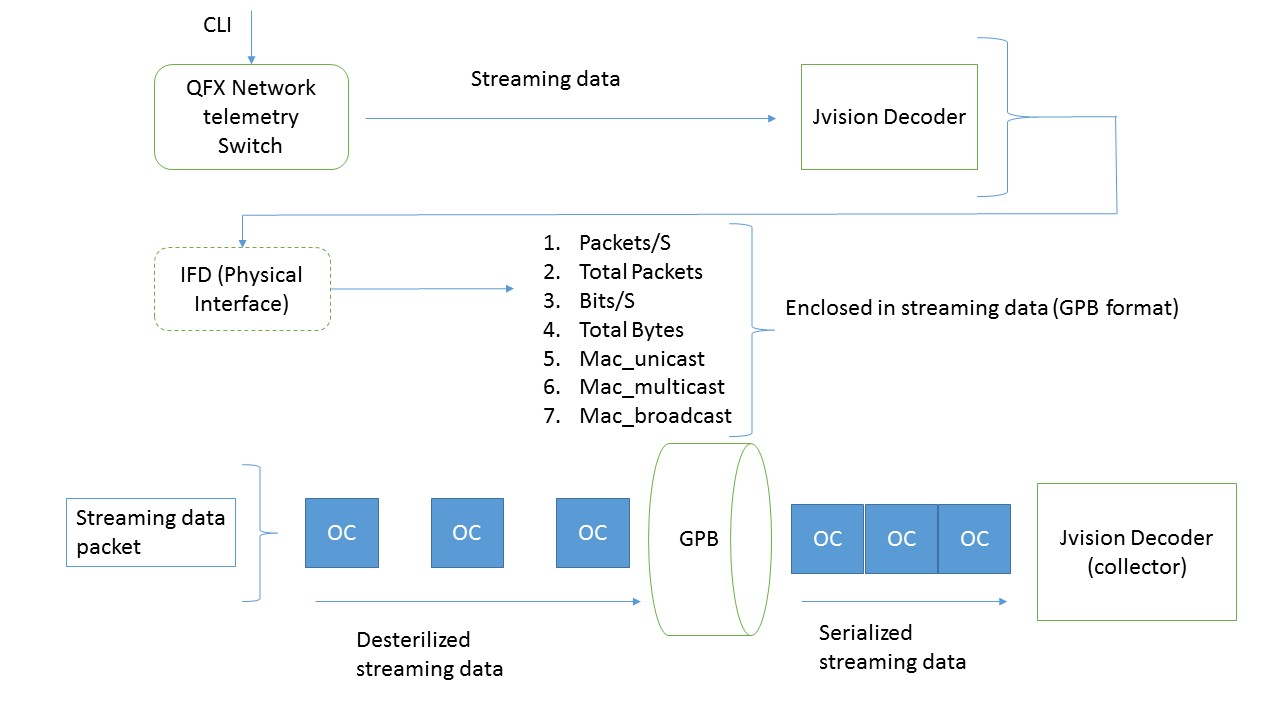 CLI
QFX Network
telemetry
Switch
Streaming data
Jvision Decoder
IFD (Physical
Interface)
1. Packets/S
2. Total Packets
3. Bits/S
4. Total Bytes
5. Mac_unicast
6. Mac_multicast
7. Mac_broadcast
Enclosed in streaming data (GPB format)
Streaming data
packet
OC
OC
OC
GPB
OC
OC
OC
Jvision Decoder
(collector)
Desterilized
streaming data
Serialized
streaming data